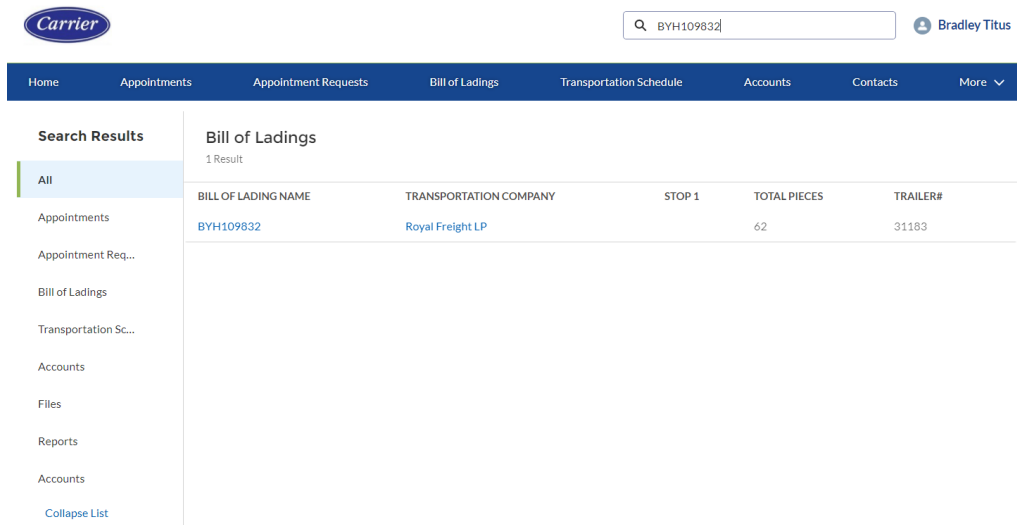 Carrier
BYH109832
Bradley Titus
Home Appointments Appointment Requests Bill of Ladings Transportation Schedule Accounts Contacts More
Search Results
All
Appointments
Appointment Req...
Bill of Ladings
Transportation Sc...
Accounts
Files
Reports
Accounts
Collapse List
Bill of Ladings
1 Result
BILL OF LADING NAME TRANSPORTATION COMPANY STOP 1 TOTAL PIECES TRAILER#
BYH109832 Royal Freight LP 62 31183